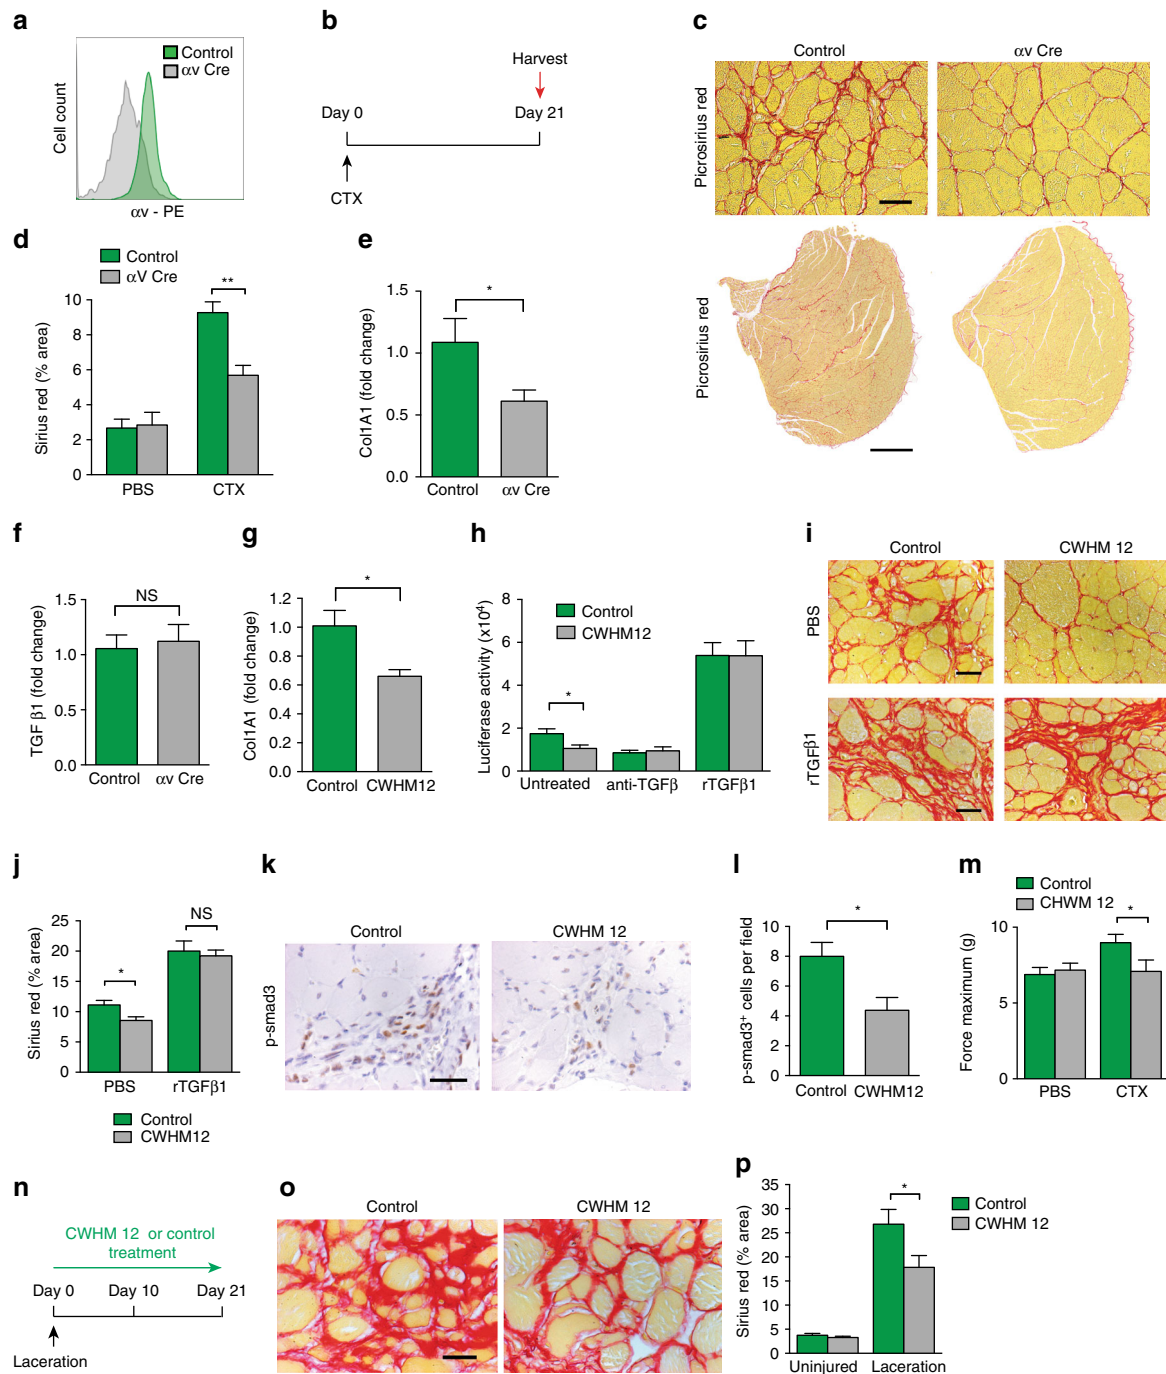 a
Control
αv Cre
Cell count
αv - PE
b
Harvest
Day 0
Day 21
CTX
c
Control
αv Cre
Picrosirius red
Picrosirius red
d
Control
αV Cre
**
Sirius red (% area)
10
8
6
4
2
0
PBS
CTX
e
*
Col1A1 (fold change)
1.5
1.0
0.5
0.0
Control
αv Cre
f
NS
TGF β1 (fold change)
1.5
1.0
0.5
0.0
Control
αv Cre
g
*
Col1A1 (fold change)
1.2
1.0
0.8
0.6
0.4
0.2
0.0
Control
CWHM12
h
Control
CWHM12
*
Luciferase activity (x10⁴)
8
6
4
2
0
Untreated
anti-TGFβ
rTGFβ1
i
Control
CWHM 12
PBS
rTGFβ1
j
NS
*
Sirius red (% area)
25
20
15
10
5
0
PBS
rTGFβ1
Control
CWHM12
k
Control
CWHM 12
p-smad3
l
*
p-smad3⁺ cells per field
10
8
6
4
2
0
Control
CWHM12
m
Control
CHWM 12
*
Force maximum (g)
10
5
0
PBS
CTX
n
CWHM 12 or control
treatment
Day 0
Day 10
Day 21
Laceration
o
Control
CWHM 12
p
*
Control
CWHM 12
Sirius red (% area)
35
30
25
20
15
10
5
0
Uninjured
Laceration